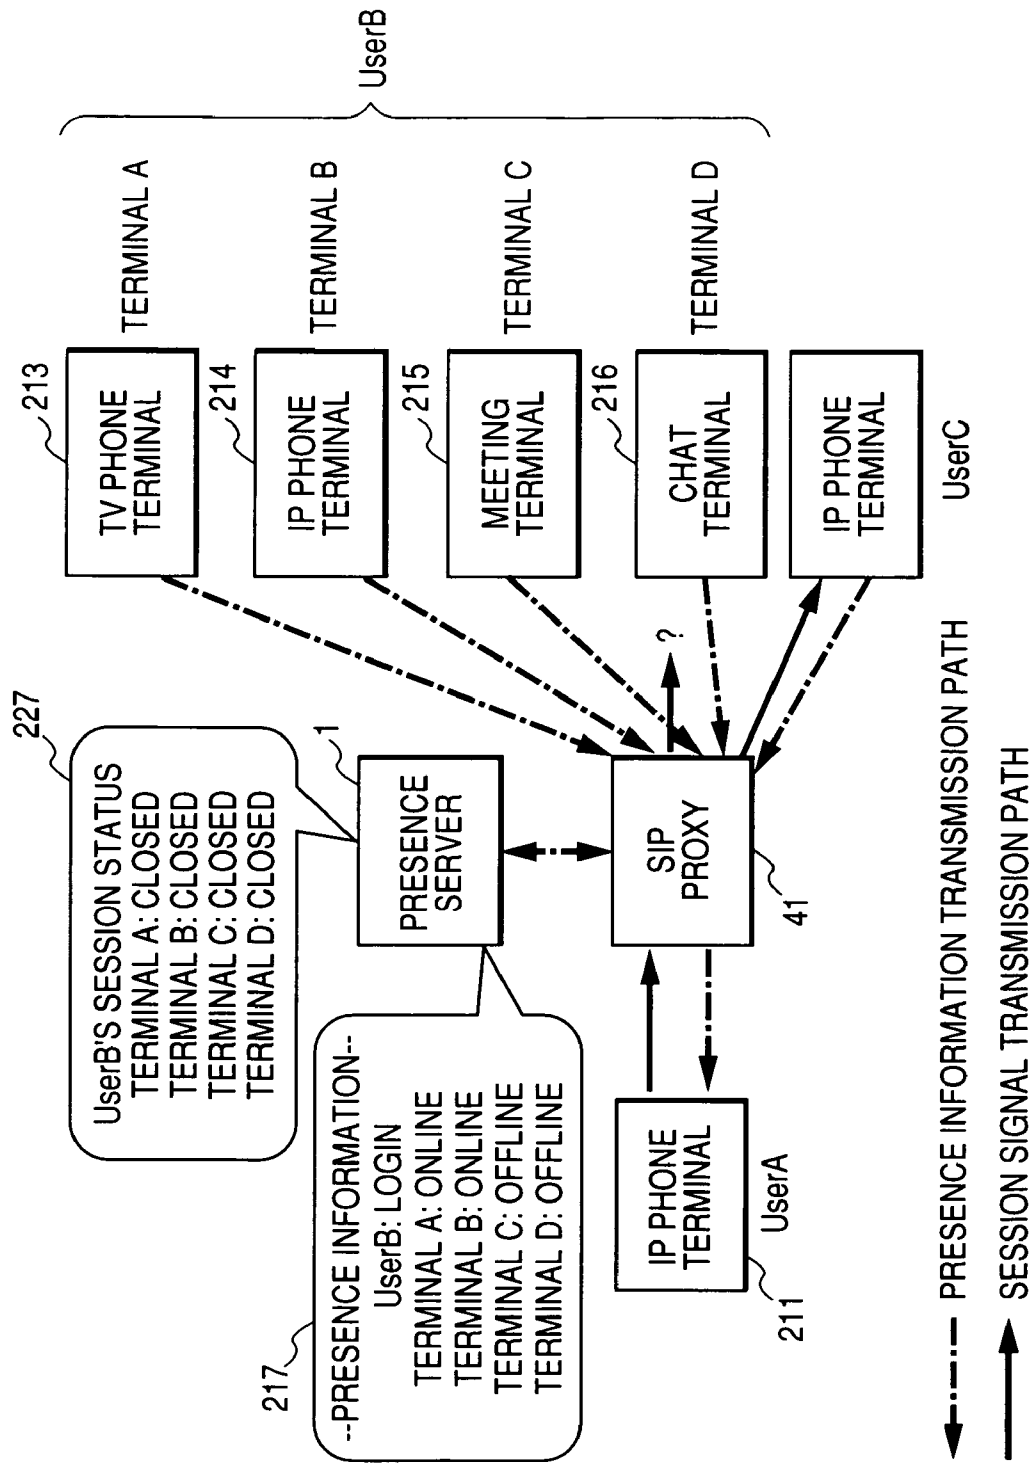 227
UserB'S SESSION STATUS
TERMINAL A: CLOSED
TERMINAL B: CLOSED
TERMINAL C: CLOSED
TERMINAL D: CLOSED
217
--PRESENCE INFORMATION--
UserB: LOGIN
TERMINAL A: ONLINE
TERMINAL B: ONLINE
TERMINAL C: OFFLINE
TERMINAL D: OFFLINE
1
PRESENCE
SERVER
213
TV PHONE
TERMINAL
TERMINAL A
214
IP PHONE
TERMINAL
TERMINAL B
215
MEETING
TERMINAL
TERMINAL C
216
CHAT
TERMINAL
TERMINAL D
UserB
IP PHONE
TERMINAL
UserC
?
SIP
PROXY
41
IP PHONE
TERMINAL
UserA
211
PRESENCE INFORMATION TRANSMISSION PATH
SESSION SIGNAL TRANSMISSION PATH